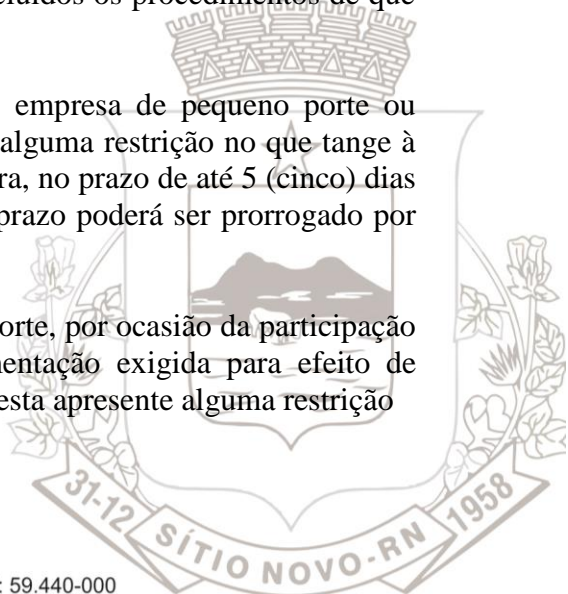 cluídos os procedimentos de que
empresa de pequeno porte ou
alguma restrição no que tange à
ra, no prazo de até 5 (cinco) dias
prazo poderá ser prorrogado por
orte, por ocasião da participação
mentação exigida para efeito de
esta apresente alguma restrição
31-12 SÍTIO NOVO-RN 1958
: 59.440-000